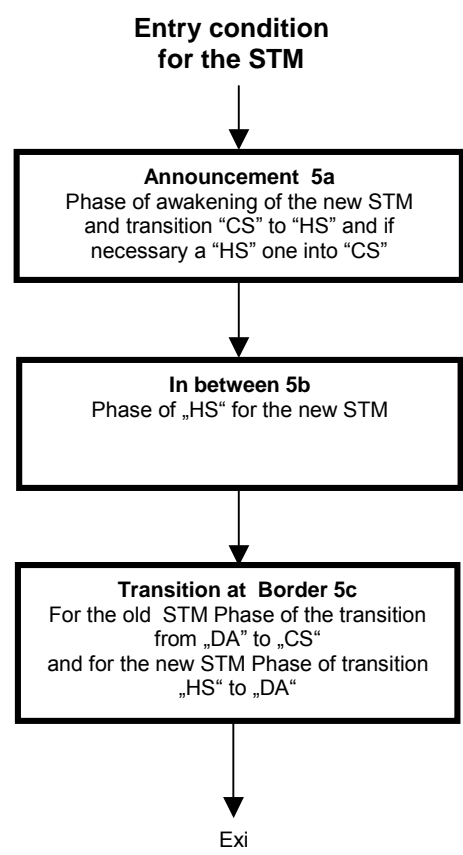 Entry condition
for the STM
Announcement 5a
Phase of awakening of the new STM
and transition “CS” to “HS” and if
necessary a “HS” one into “CS”
In between 5b
Phase of „HS“ for the new STM
Transition at Border 5c
For the old STM Phase of the transition
from „DA” to „CS“
and for the new STM Phase of transition
„HS“ to „DA“
Exi